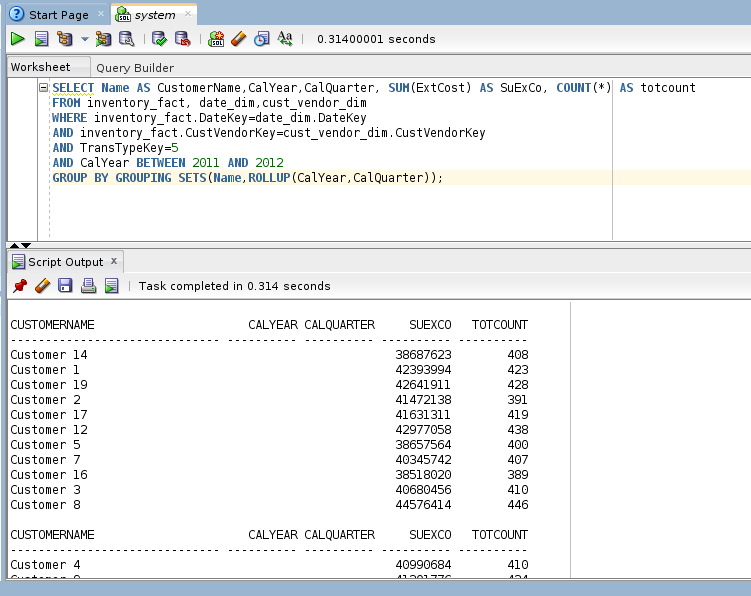 Start Page
system
0.31400001 seconds
Worksheet Query Builder
SELECT Name AS CustomerName,CalYear,CalQuarter, SUM(ExtCost) AS SuExCo, COUNT(*) AS totcount
FROM inventory_fact, date_dim,cust_vendor_dim
WHERE inventory_fact.DateKey=date_dim.DateKey
AND inventory_fact.CustVendorKey=cust_vendor_dim.CustVendorKey
AND TransTypeKey=5
AND CalYear BETWEEN 2011 AND 2012
GROUP BY GROUPING SETS(Name,ROLLUP(CalYear,CalQuarter));
Script Output x
Task completed in 0.314 seconds
CUSTOMERNAME CALYEAR CALQUARTER SUEXCO TOTCOUNT
---------------------------- ---------- ---------- ---------- ----------
Customer 14 38687623 408
Customer 1 42393994 423
Customer 19 42641911 428
Customer 2 41472138 391
Customer 17 41631311 419
Customer 12 42977058 438
Customer 5 38657564 400
Customer 7 40345742 407
Customer 16 38518020 389
Customer 3 40680456 410
Customer 8 44576414 446
CUSTOMERNAME CALYEAR CALQUARTER SUEXCO TOTCOUNT
---------------------------- ---------- ---------- ---------- ----------
Customer 4 40990684 410